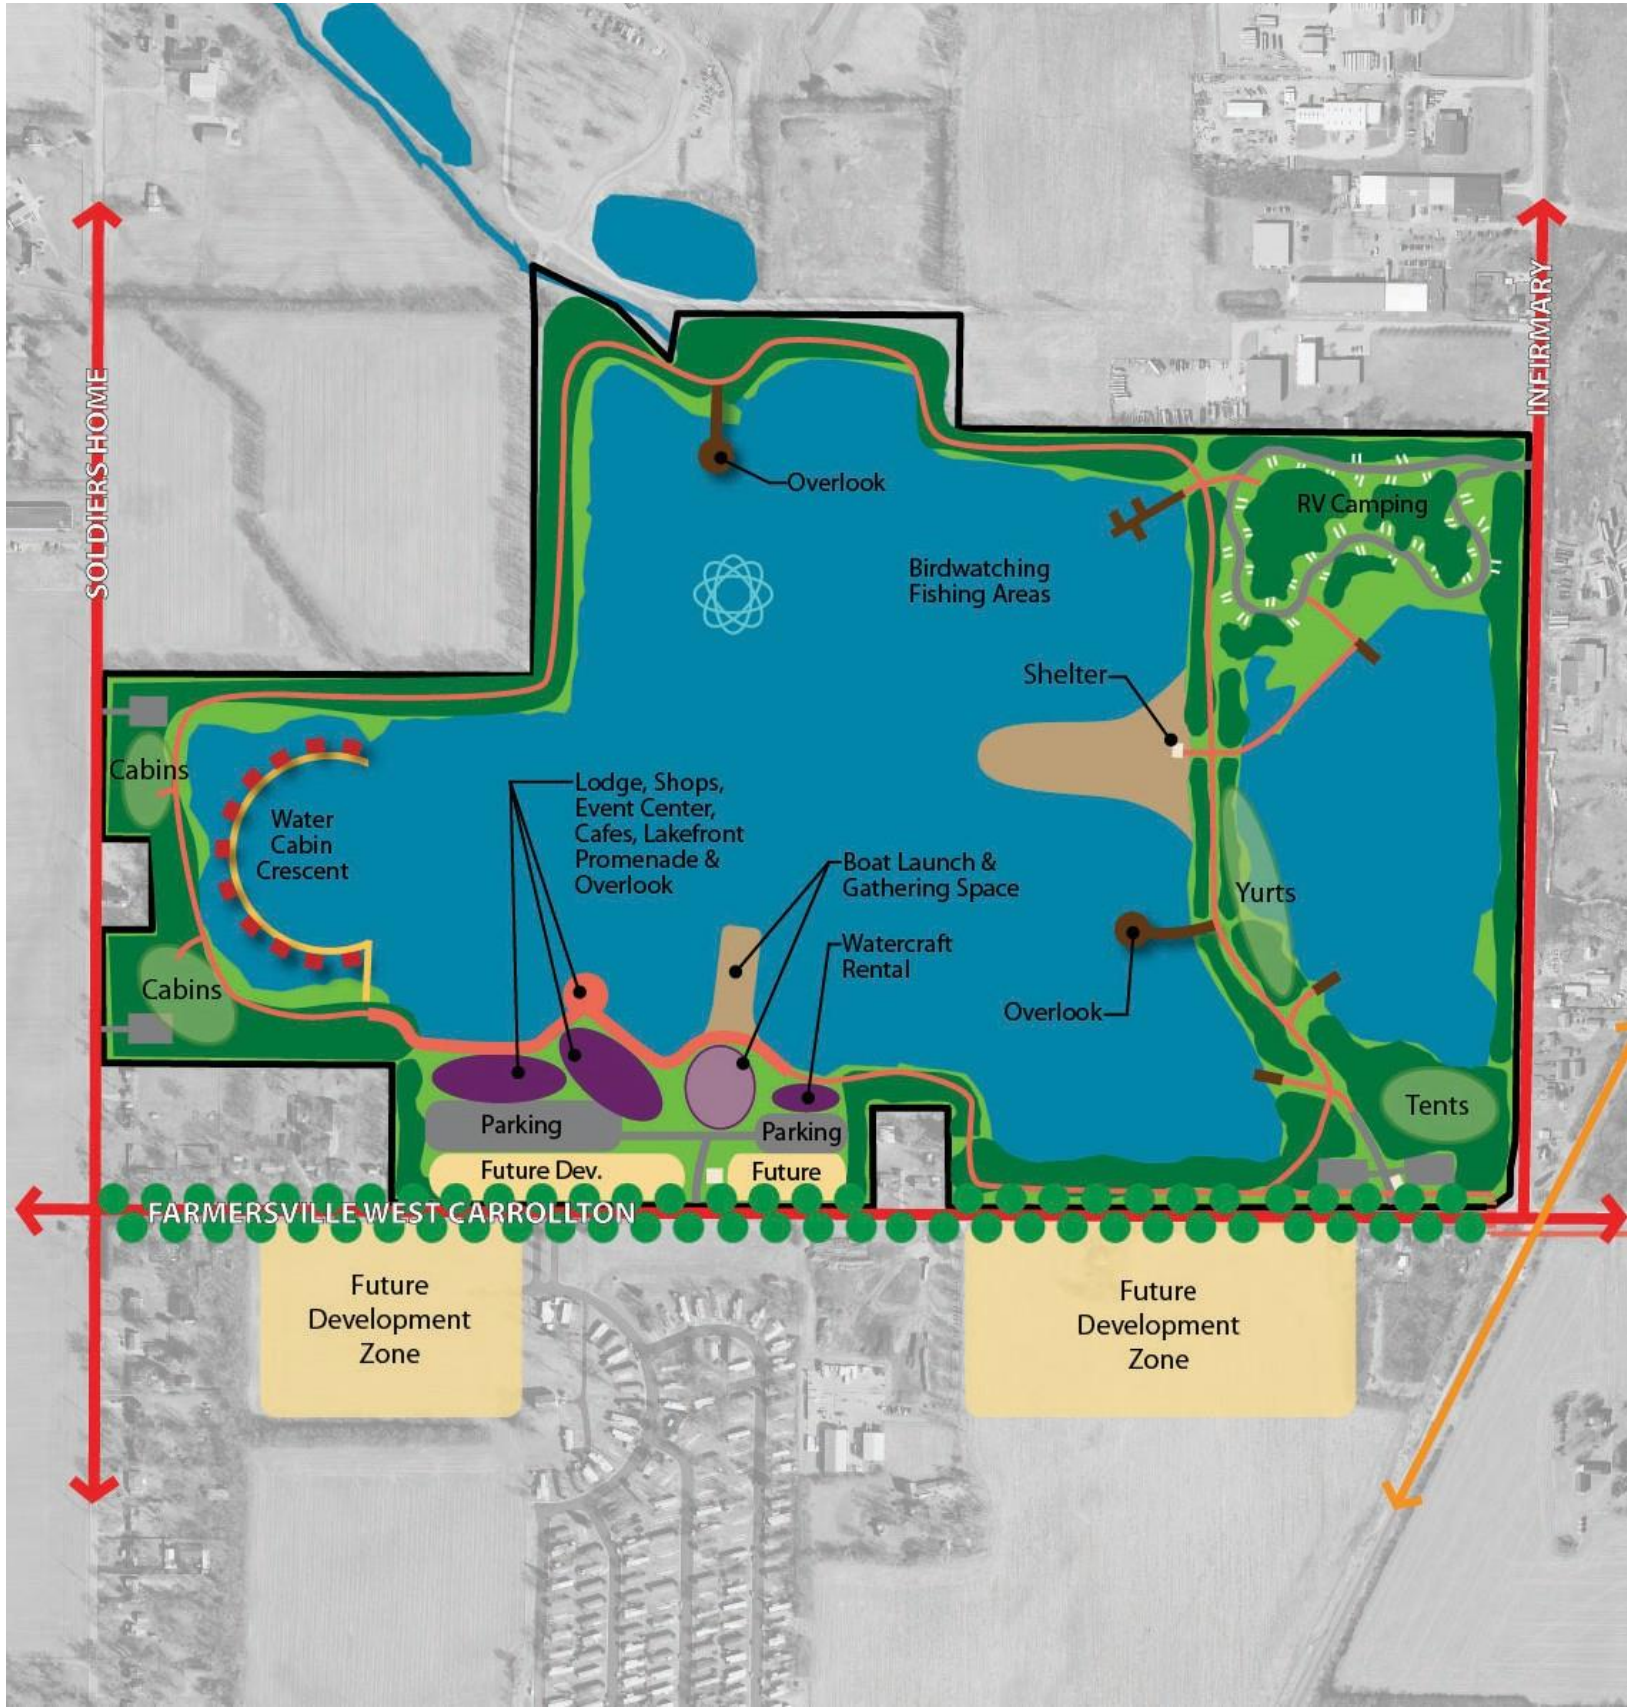 SOLDIERS HOME
INFIRMARY
Overlook
RV Camping
Birdwatching
Fishing Areas
Shelter
Cabins
Water
Cabin
Crescent
Lodge, Shops,
Event Center,
Cafes, Lakefront
Promenade &
Overlook
Boat Launch &
Gathering Space
Yurts
Watercraft
Rental
Cabins
Overlook
Tents
Parking
Parking
Future Dev.
Future
FARMERSVILLE WEST CARROLLTON
Future
Development
Zone
Future
Development
Zone